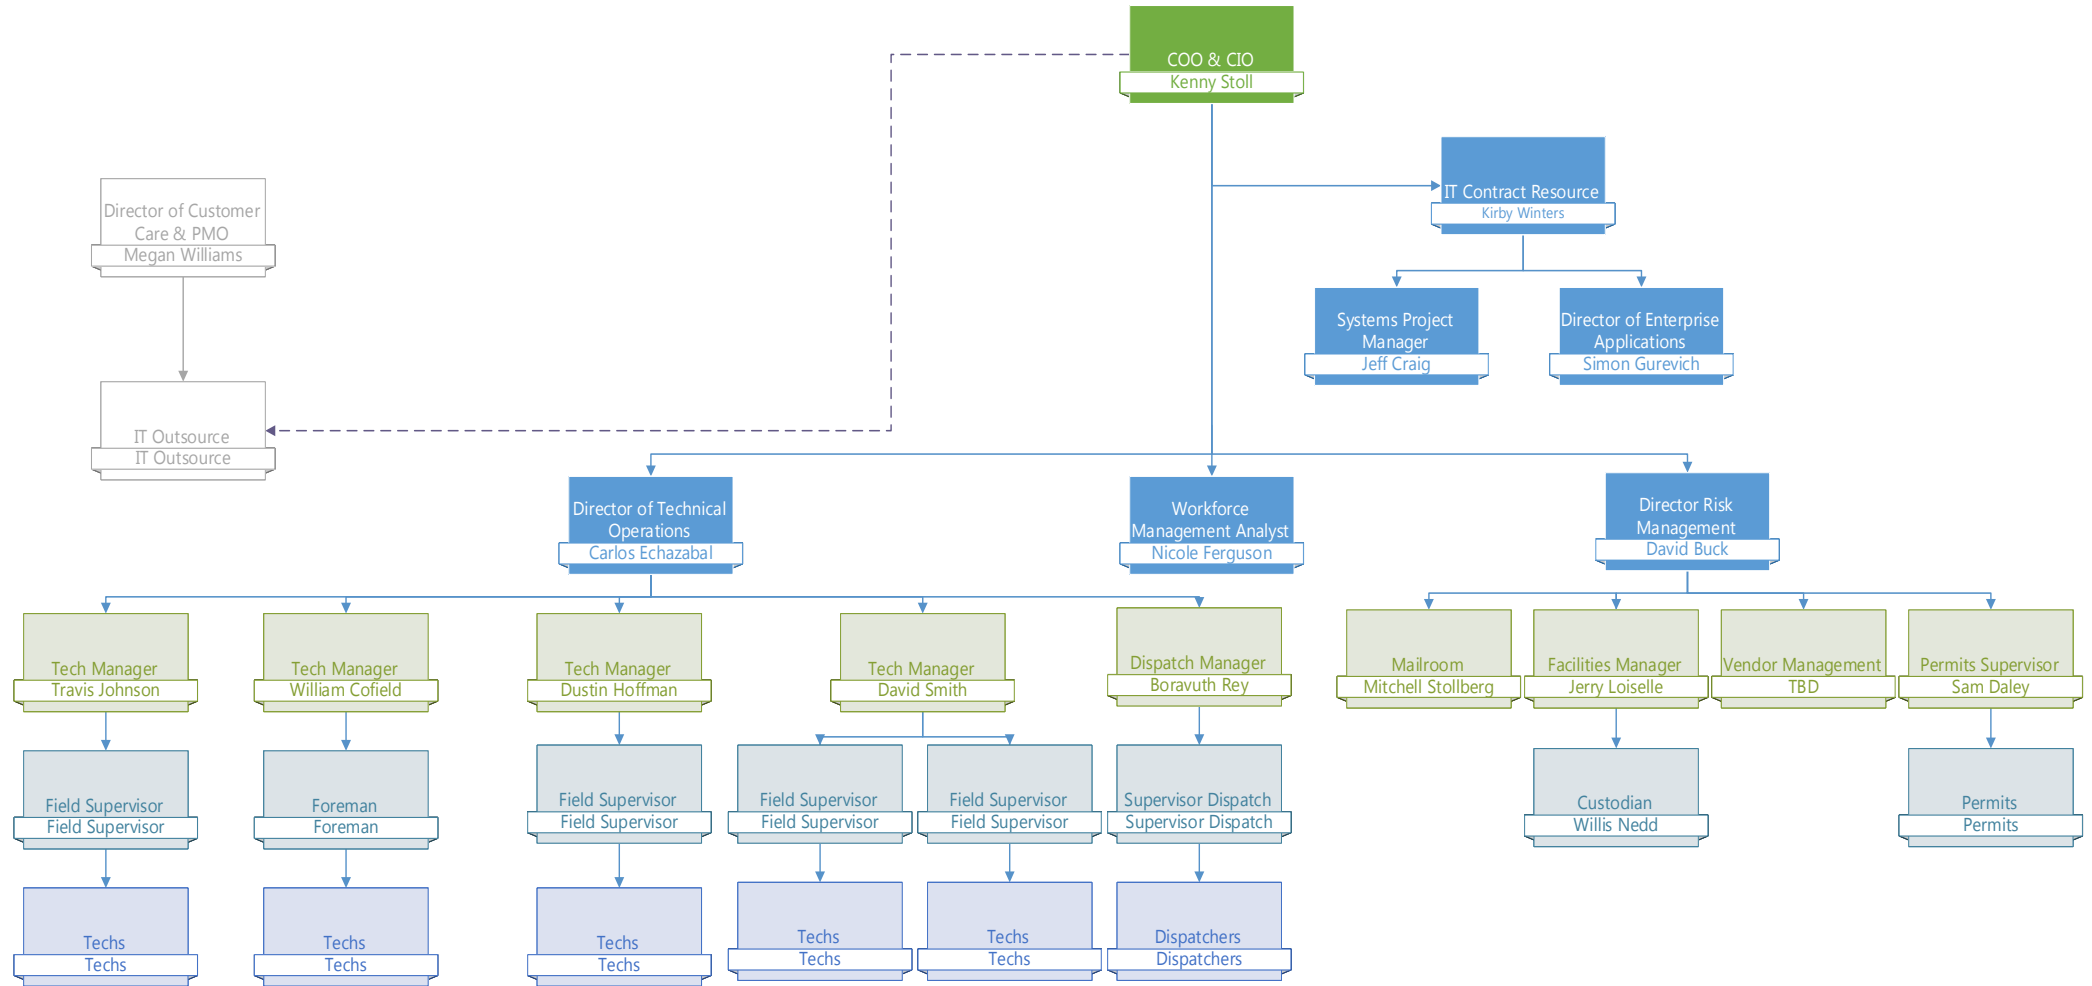 COO & CIO
Kenny Stoll
IT Contract Resource
Kirby Winters
Director of Customer
Care & PMO
Megan Williams
Systems Project
Manager
Jeff Craig
Director of Enterprise
Applications
Simon Gurevich
IT Outsource
IT Outsource
Director of Technical
Operations
Carlos Echazabal
Workforce
Management Analyst
Nicole Ferguson
Director Risk
Management
David Buck
Tech Manager
Travis Johnson
Tech Manager
William Cofield
Tech Manager
Dustin Hoffman
Tech Manager
David Smith
Dispatch Manager
Boravuth Rey
Mailroom
Mitchell Stollberg
Facilities Manager
Jerry Loiselle
Vendor Management
TBD
Permits Supervisor
Sam Daley
Field Supervisor
Field Supervisor
Foreman
Foreman
Field Supervisor
Field Supervisor
Field Supervisor
Field Supervisor
Field Supervisor
Field Supervisor
Supervisor Dispatch
Supervisor Dispatch
Custodian
Willis Nedd
Permits
Permits
Techs
Techs
Techs
Techs
Techs
Techs
Techs
Techs
Techs
Techs
Dispatchers
Dispatchers